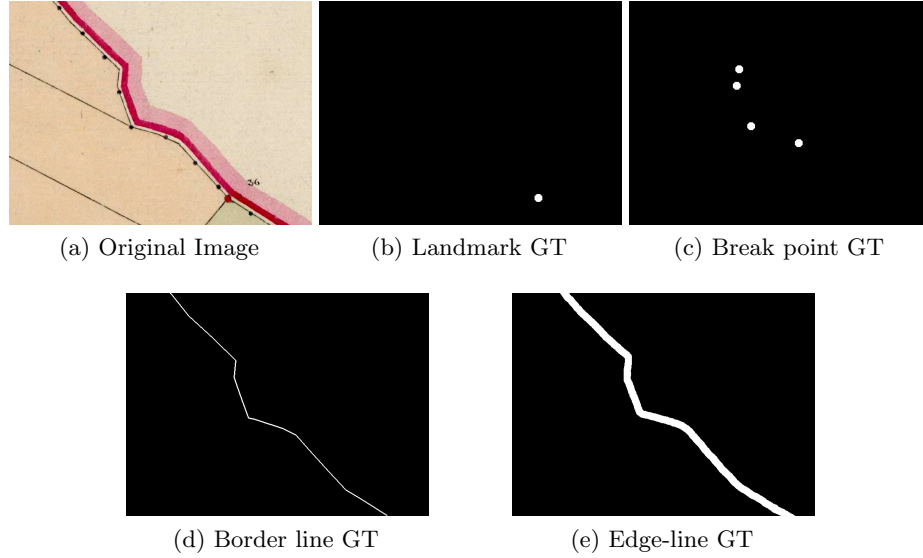 36
(a) Original Image
(b) Landmark GT
(c) Break point GT
(d) Border line GT
(e) Edge-line GT